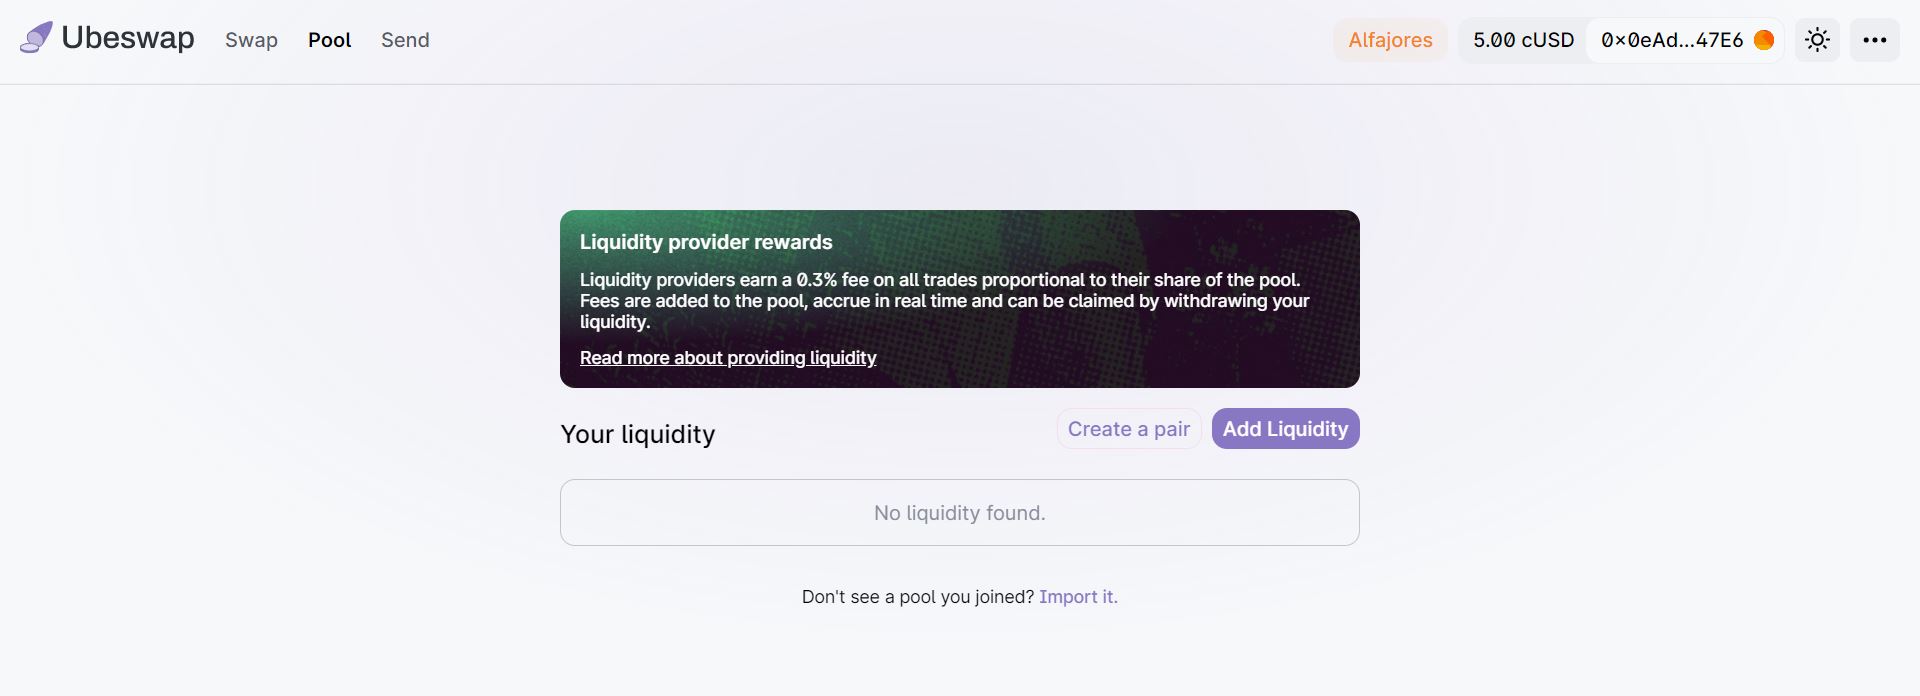 Ubeswap Swap Pool Send Alfajores 5.00 cUSD 0x0eAd...47E6
Liquidity provider rewards
Liquidity providers earn a 0.3% fee on all trades proportional to their share of the pool.
Fees are added to the pool, accrue in real time and can be claimed by withdrawing your
liquidity.
Read more about providing liquidity
Your liquidity Create a pair Add Liquidity
No liquidity found.
Don't see a pool you joined? Import it.